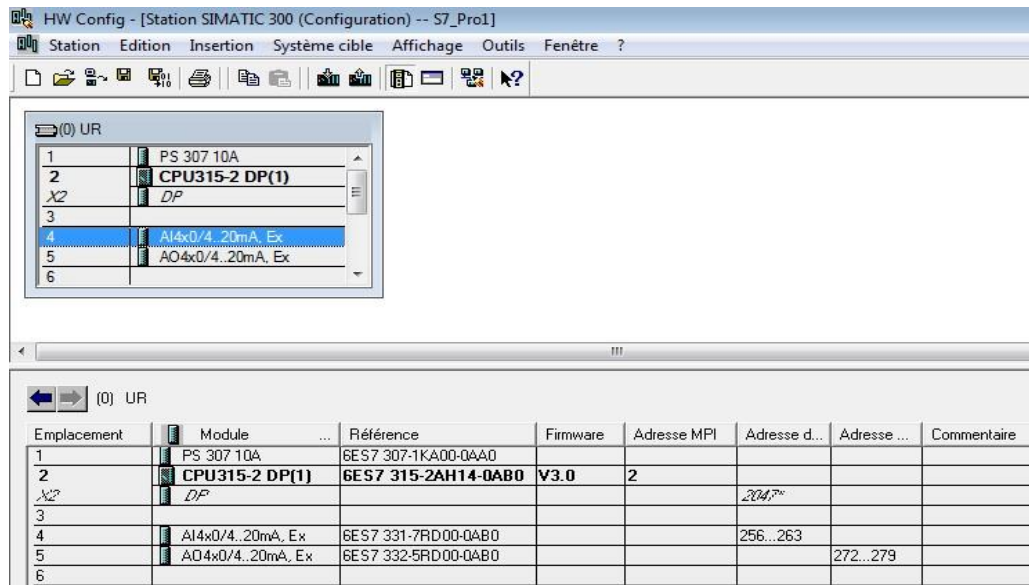 HW Config - [Station SIMATIC 300 (Configuration) -- S7_Pro1]
Station Edition Insertion Système cible Affichage Outils Fenêtre ?
(0) UR
1 PS 307 10A
2 CPU315-2 DP(1)
X2 DP
3
4 AI4x0/4..20mA, Ex
5 AO4x0/4..20mA, Ex
6
(0) UR
Emplacement Module ... Référence Firmware Adresse MPI Adresse d... Adresse ... Commentaire
1 PS 307 10A 6ES7 307-1KA00-0AA0
2 CPU315-2 DP(1) 6ES7 315-2AH14-0AB0 V3.0 2
X2 DP 2047*
3
4 AI4x0/4..20mA, Ex 6ES7 331-7RD00-0AB0 256...263
5 AO4x0/4..20mA, Ex 6ES7 332-5RD00-0AB0 272...279
6